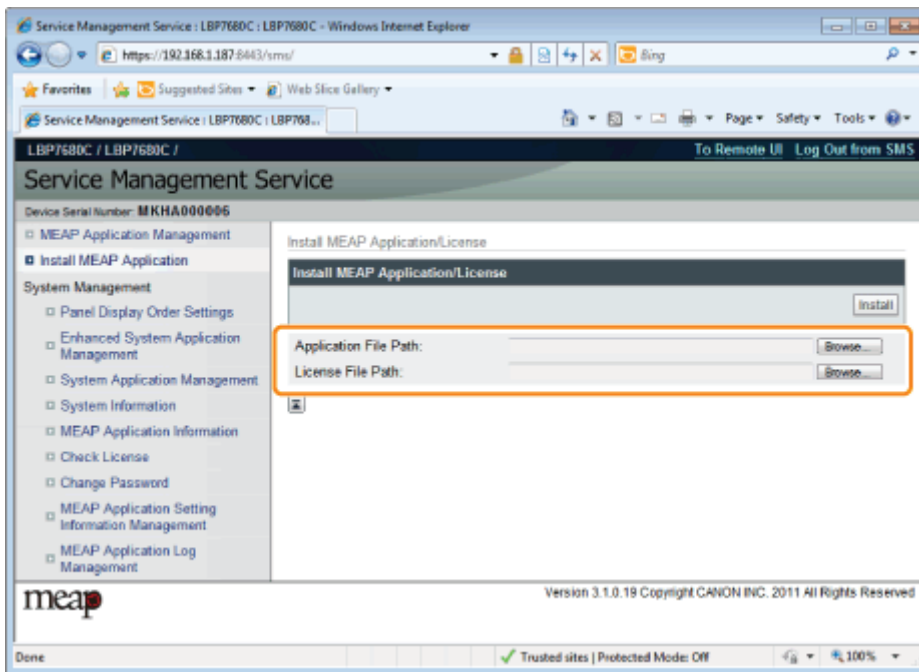 Service Management Service : LBP7680C : LBP7680C - Windows Internet Explorer
https://192.168.1.187:8443/sms/
Bing
Favorites Suggested Sites Web Slice Gallery
Service Management Service : LBP7680C : LBP768... Page Safety Tools
LBP7680C / LBP7680C / To Remote UI Log Out from SMS
Service Management Service
Device Serial Number: MKHA000006
MEAP Application Management
Install MEAP Application
System Management
Panel Display Order Settings
Enhanced System Application
Management
System Application Management
System Information
MEAP Application Information
Check License
Change Password
MEAP Application Setting
Information Management
MEAP Application Log
Management
Install MEAP Application/License
Install MEAP Application/License
Install
Application File Path: Browse...
License File Path: Browse...
meap
Version 3.1.0.19 Copyright CANON INC. 2011 All Rights Reserved
Done Trusted sites | Protected Mode: Off 100%